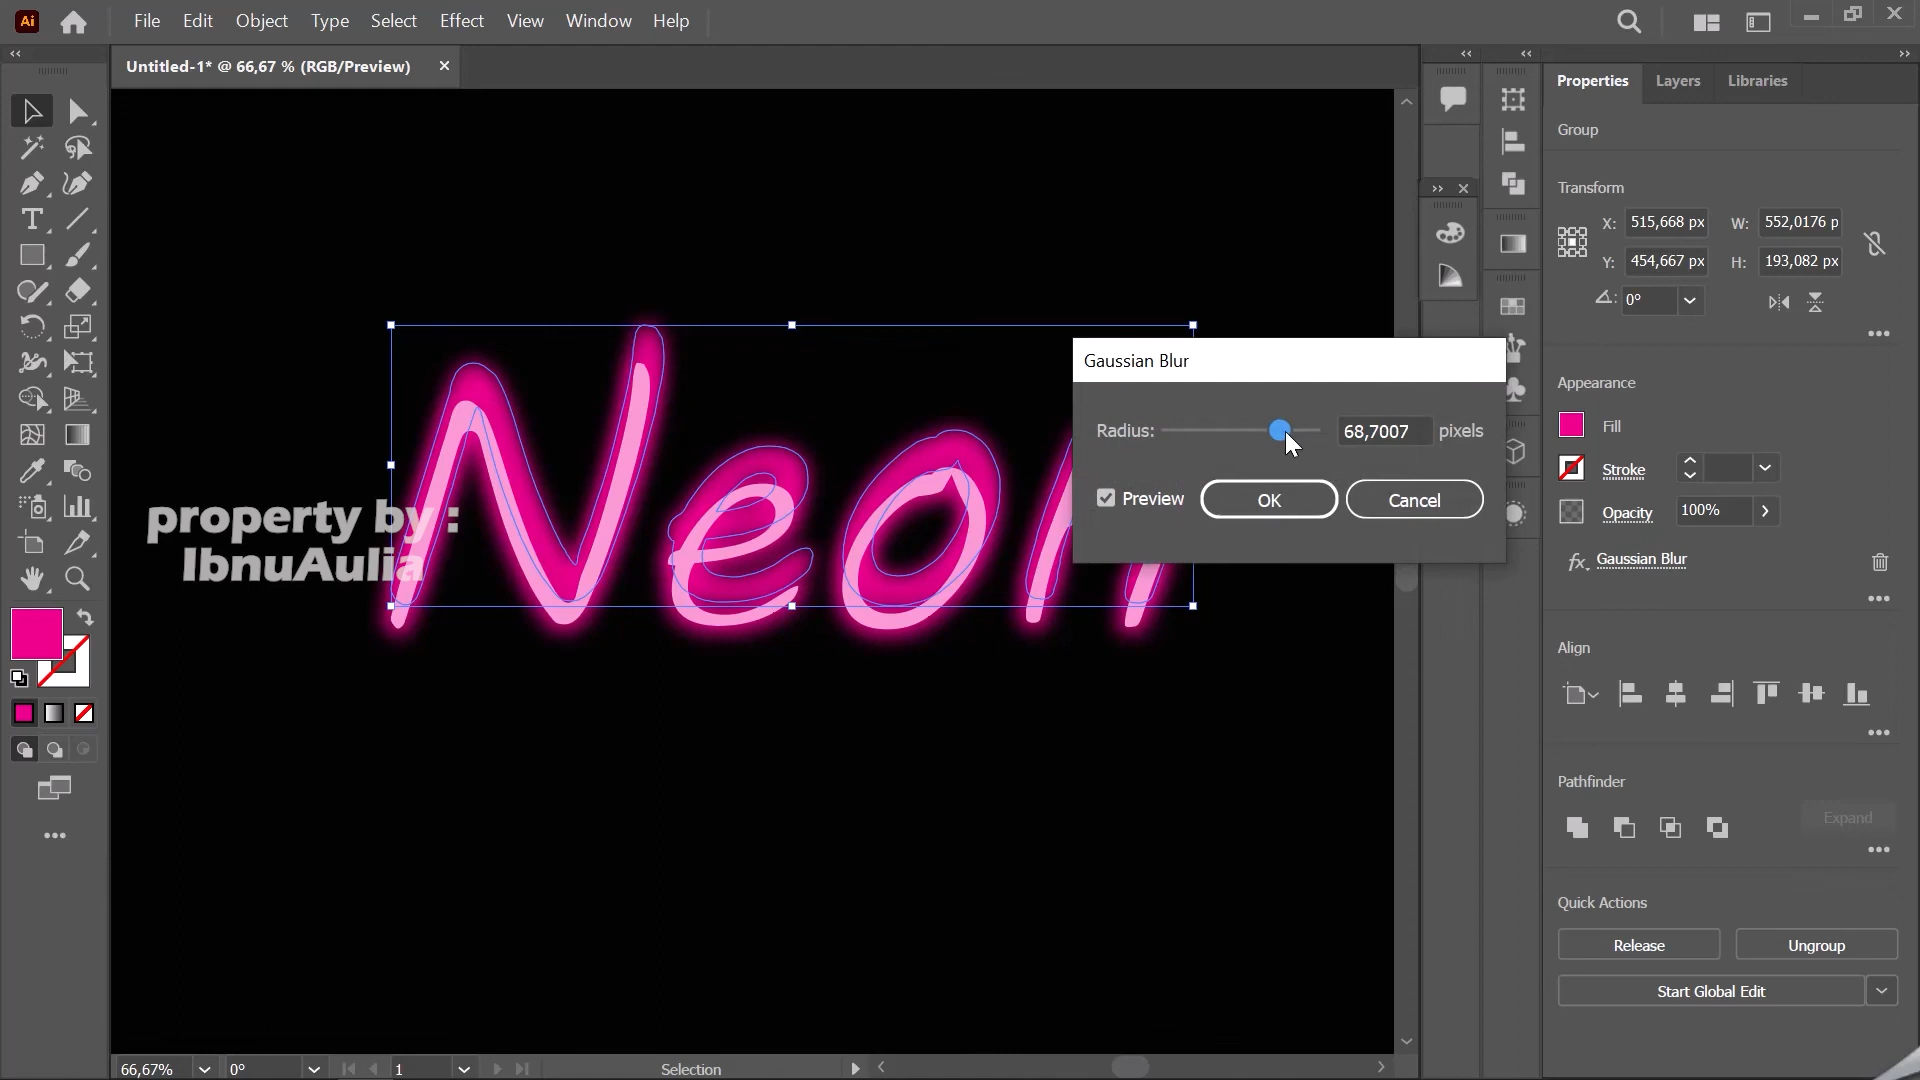 Ai
File Edit Object Type Select Effect View Window Help
Untitled-1* @ 66,67 % (RGB/Preview)
Properties Layers Libraries
Group
Transform
X: 515,668 px W: 552,0176 p
Y: 454,667 px H: 193,082 px
0°
Appearance
Fill
Stroke
Opacity 100%
fx. Gaussian Blur
Align
Pathfinder
Expand
Quick Actions
Release Ungroup
Start Global Edit
Neon
Gaussian Blur
Radius: 68,7007 pixels
Preview OK Cancel
property by :
IbnuAulia
66,67% 0° 1 Selection